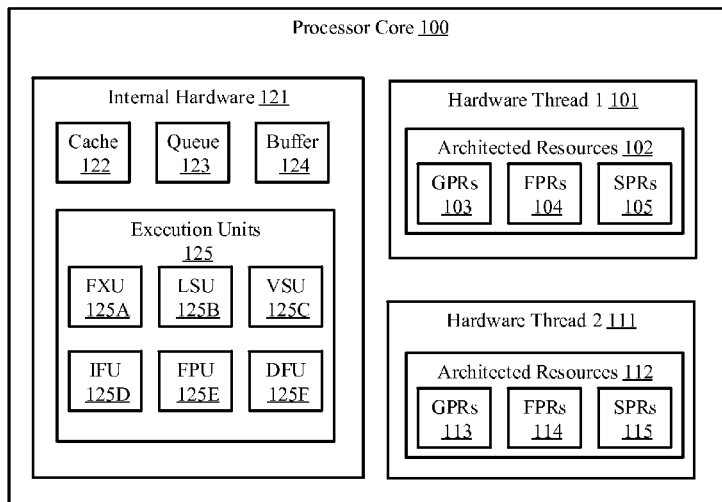 Processor Core 100
Internal Hardware 121
Cache
122
Queue
123
Buffer
124
Execution Units
125
FXU
125A
LSU
125B
VSU
125C
IFU
125D
FPU
125E
DFU
125F
Hardware Thread 1 101
Architected Resources 102
GPRs
103
FPRs
104
SPRs
105
Hardware Thread 2 111
Architected Resources 112
GPRs
113
FPRs
114
SPRs
115